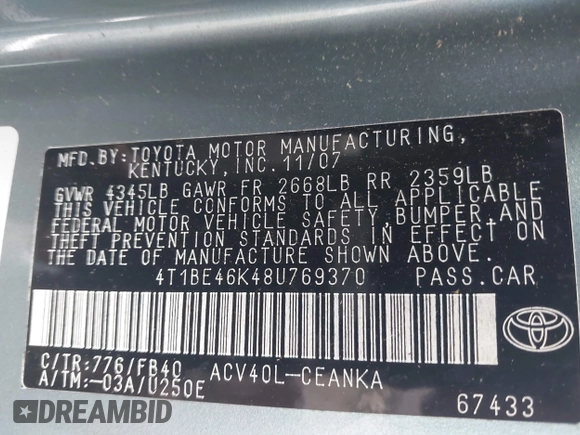 MFD.BY:TOYOTA MOTOR MANUFACTURING,
KENTUCKY, INC. 11/07
GVWR 4345LB GAWR FR 2668LB RR 2359LB
THIS VEHICLE CONFORMS TO ALL APPLICABLE
FEDERAL MOTOR VEHICLE SAFETY, BUMPER, AND
THEFT PREVENTION STANDARDS IN EFFECT ON
THE DATE OF MANUFACTURE SHOWN ABOVE.
4T1BE46K48U769370 PASS.CAR
C/TR:776/FB40 ACV40L-CEANKA
A/TM:-03A/U250E
67433
DREAMBID